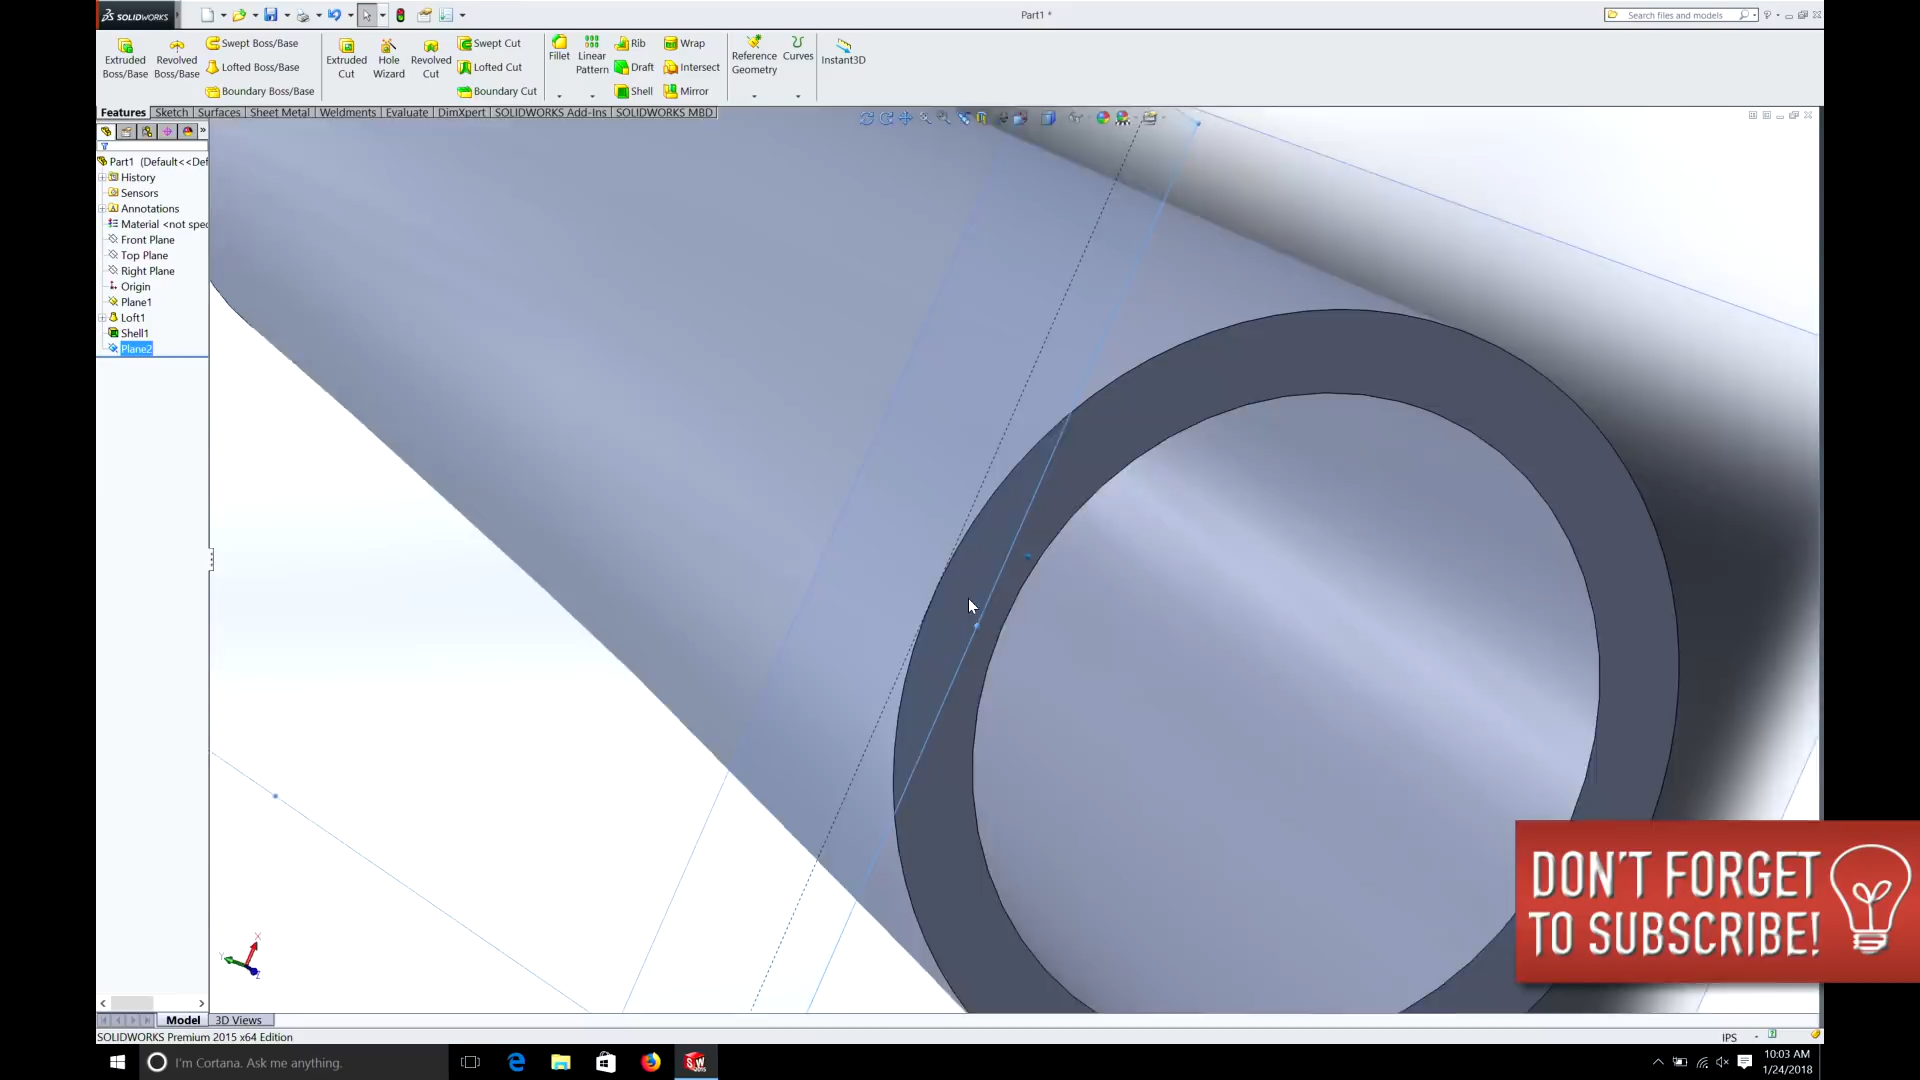 SOLIDWORKS
Part1 *
Search files and models
Extruded Boss/Base
Revolved Boss/Base
Swept Boss/Base
Lofted Boss/Base
Boundary Boss/Base
Extruded Cut
Hole Wizard
Revolved Cut
Swept Cut
Lofted Cut
Boundary Cut
Fillet
Linear Pattern
Rib
Draft
Shell
Wrap
Intersect
Mirror
Reference Geometry
Curves
Instant3D
Features Sketch Surfaces Sheet Metal Weldments Evaluate DimXpert SOLIDWORKS Add-Ins SOLIDWORKS MBD
Part1 (Default<<Def
History
Sensors
Annotations
Material <not spec
Front Plane
Top Plane
Right Plane
Origin
Plane1
Loft1
Shell1
Plane2
X
Y
Z
DON'T FORGET
TO SUBSCRIBE!
Model 3D Views
SOLIDWORKS Premium 2015 x64 Edition
IPS
I'm Cortana. Ask me anything.
10:03 AM
1/24/2018